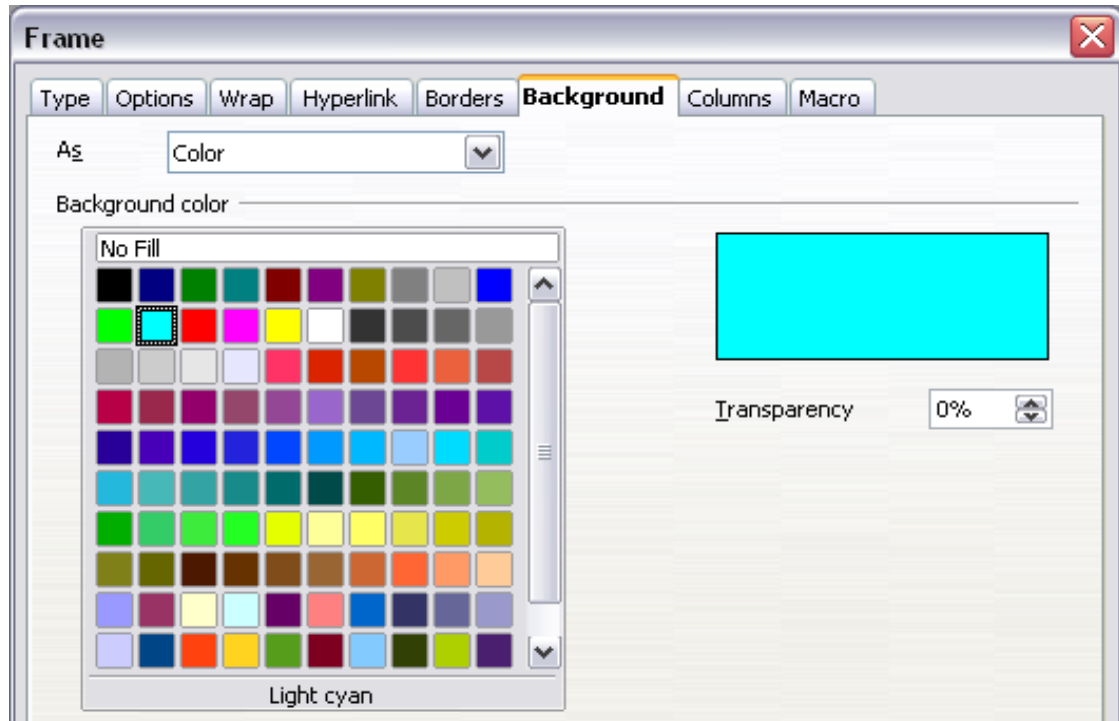 Frame
Type Options Wrap Hyperlink Borders Background Columns Macro
As Color
Background color
No Fill
Transparency 0%
Light cyan